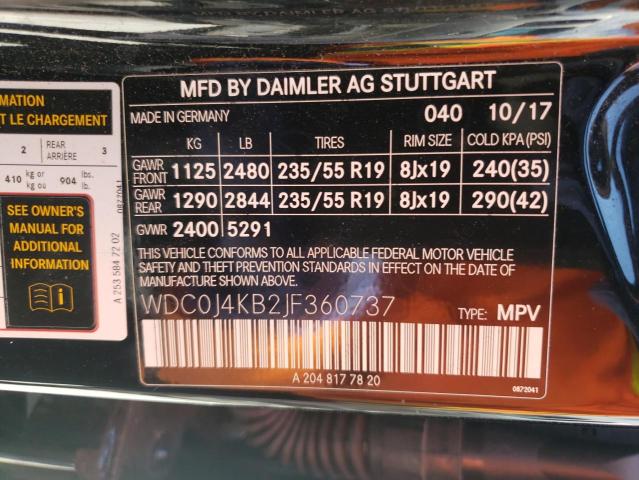 MFD BY DAIMLER AG STUTTGART
MADE IN GERMANY 040 10/17
KG LB TIRES RIM SIZE COLD KPA (PSI)
GAWR FRONT 1125 2480 235/55 R19 8Jx19 240(35)
GAWR REAR 1290 2844 235/55 R19 8Jx19 290(42)
GVWR 2400 5291
THIS VEHICLE CONFORMS TO ALL APPLICABLE FEDERAL MOTOR VEHICLE
SAFETY AND THEFT PREVENTION STANDARDS IN EFFECT ON THE DATE
OF MANUFACTURE SHOWN ABOVE.
WDC0J4KB2JF360737 TYPE: MPV
A 204 817 78 20
0872041
LE CHARGEMENT
2 REAR ARRIÈRE 3
410 kg or kg ou 904 lbs. lb.
SEE OWNER'S
MANUAL FOR
ADDITIONAL
INFORMATION
A 253 584 72 02
0872041